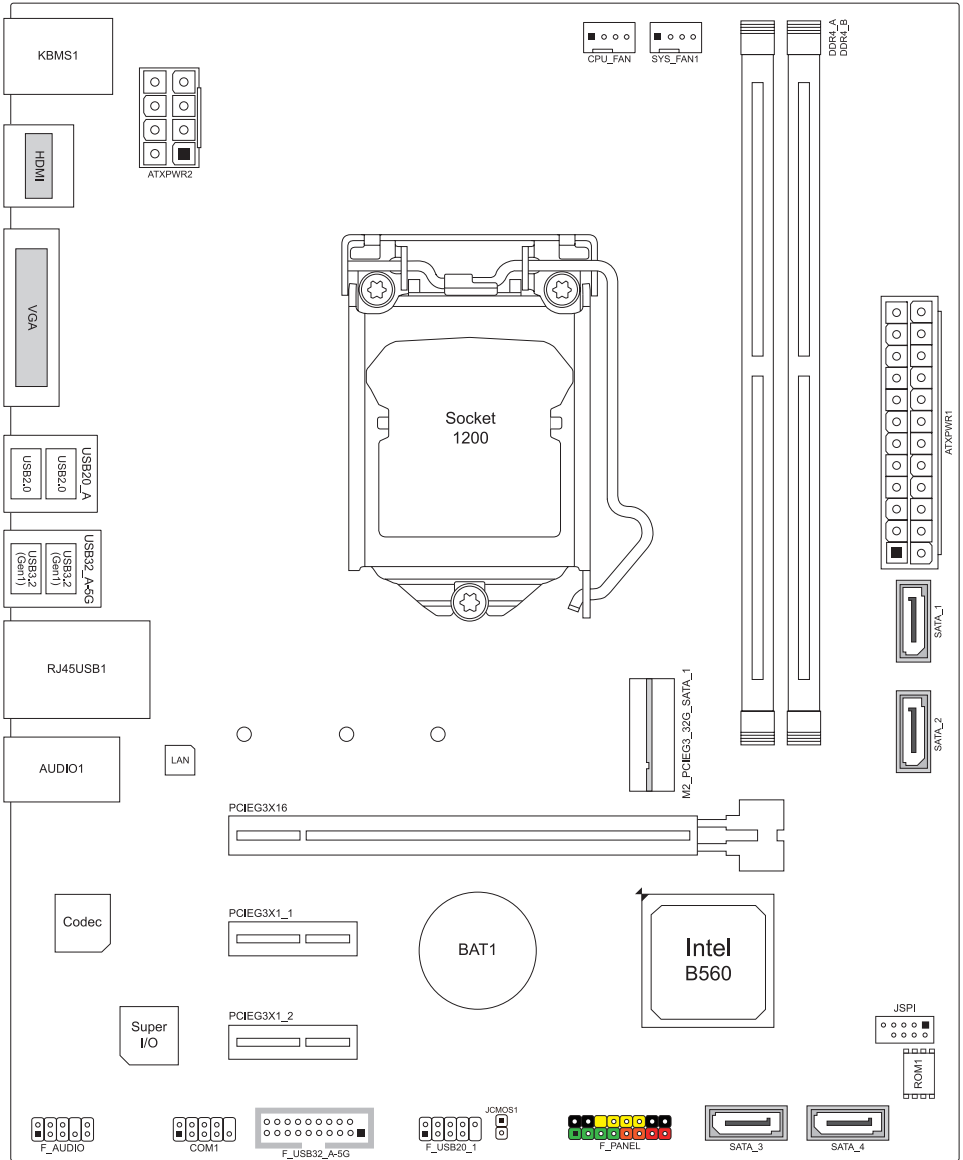 KBMS1
CPU_FAN
SYS_FAN1
DDR4_A
DDR4_B
HDMI
ATXPWR2
VGA
Socket
1200
ATXPWR1
USB20_A
USB2.0
USB2.0
USB32_A-5G
USB3.2
(Gen1)
USB3.2
(Gen1)
SATA_1
RJ45USB1
M2_PCIEG3_32G_SATA_1
SATA_2
AUDIO1
LAN
PCIEG3X16
Codec
PCIEG3X1_1
BAT1
Intel
B560
PCIEG3X1_2
Super
I/O
JSPI
ROM1
JCMOS1
F_AUDIO
COM1
F_USB32_A-5G
F_USB20_1
F_PANEL
SATA_3
SATA_4